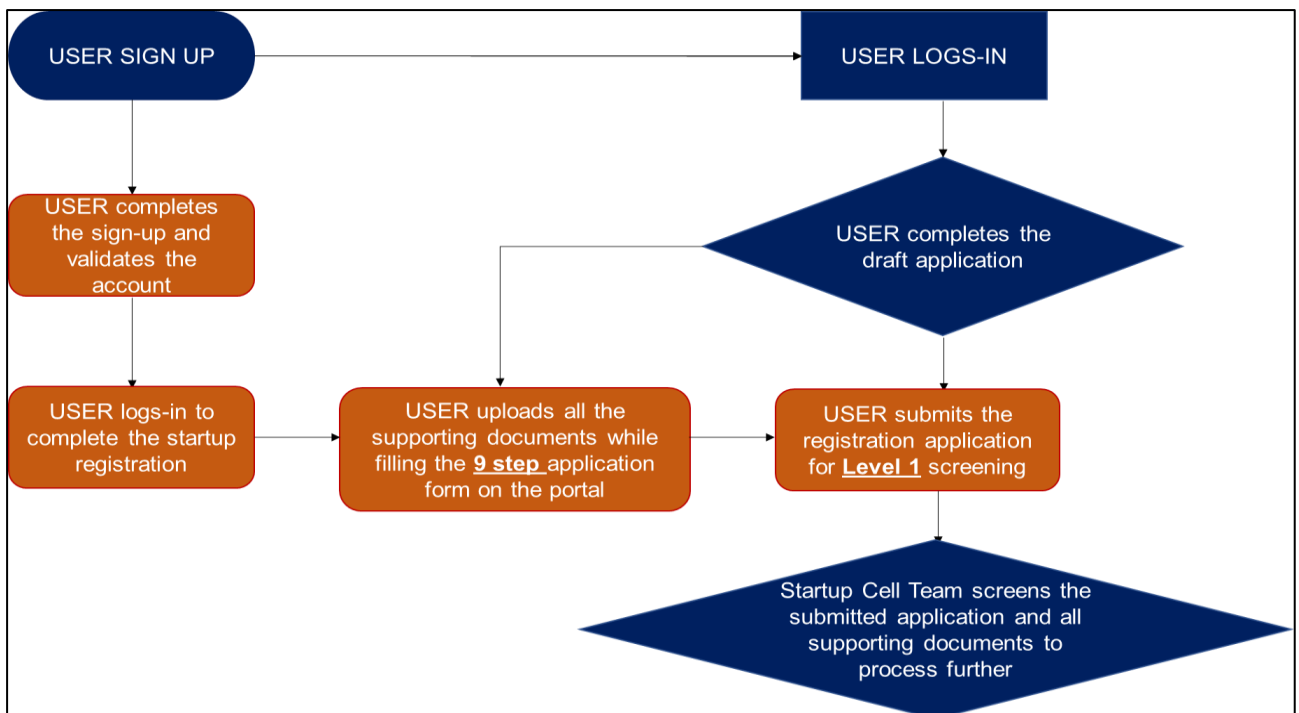 USER SIGN UP
USER LOGS-IN
USER completes
the sign-up and
validates the
account
USER completes the
draft application
USER logs-in to
complete the startup
registration
USER uploads all the
supporting documents while
filling the 9 step application
form on the portal
USER submits the
registration application
for Level 1 screening
Startup Cell Team screens the
submitted application and all
supporting documents to
process further